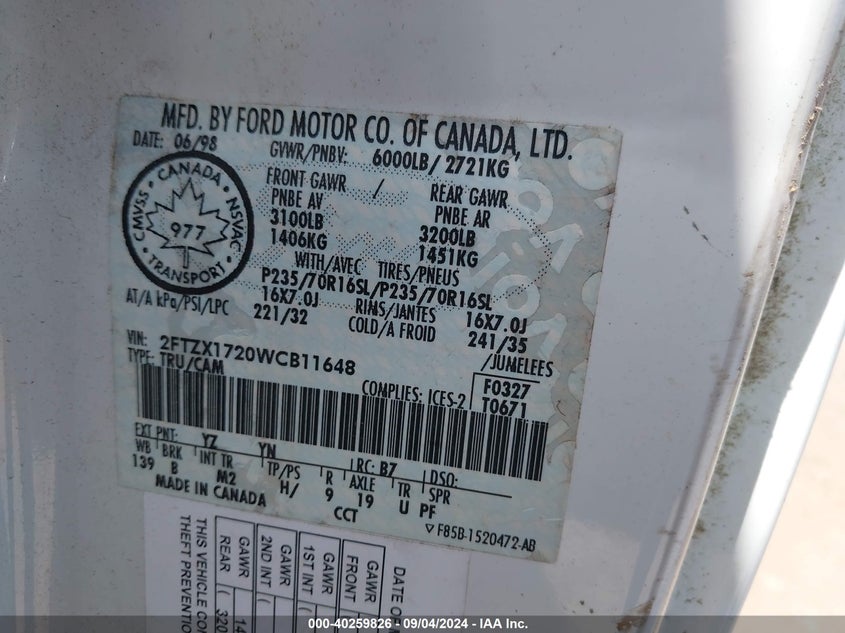 MFD. BY FORD MOTOR CO. OF CANADA, LTD.
DATE: 06/98 GVWR/PNBV: 6000LB/ 2721KG
FRONT GAWR / REAR GAWR
PNBE AV PNBE AR
3100LB 3200LB
1406KG 1451KG
WITH/AVEC TIRES/PNEUS
P235/70R16SL/P235/70R16SL
16X7.0J RIMS/JANTES 16X7.0J
AT/A kPa/PSI/LPC 221/32 COLD/A FROID 241/35
CANADA
CMVSS NSVAC
977
TRANSPORT
VIN: 2FTZX1720WCB11648 /JUMELEES
TYPE: TRU/CAM COMPLIES: ICES-2 F0327
T0671
EXT PNT: YZ YN RC: B7 DSO:
WB BRK INT TR TP/PS R AXLE TR SPR
139 B M2 H/ 9 19 U PF
MADE IN CANADA CCT
F85B-1520472-AB
DATE OF
GAWR FRONT
GAWR 1ST INT (
GAWR 2ND INT (
GAWR REAR
THIS VEHICLE CON
THEFT PREVENTION
000-40259826 - 09/04/2024 - IAA Inc.